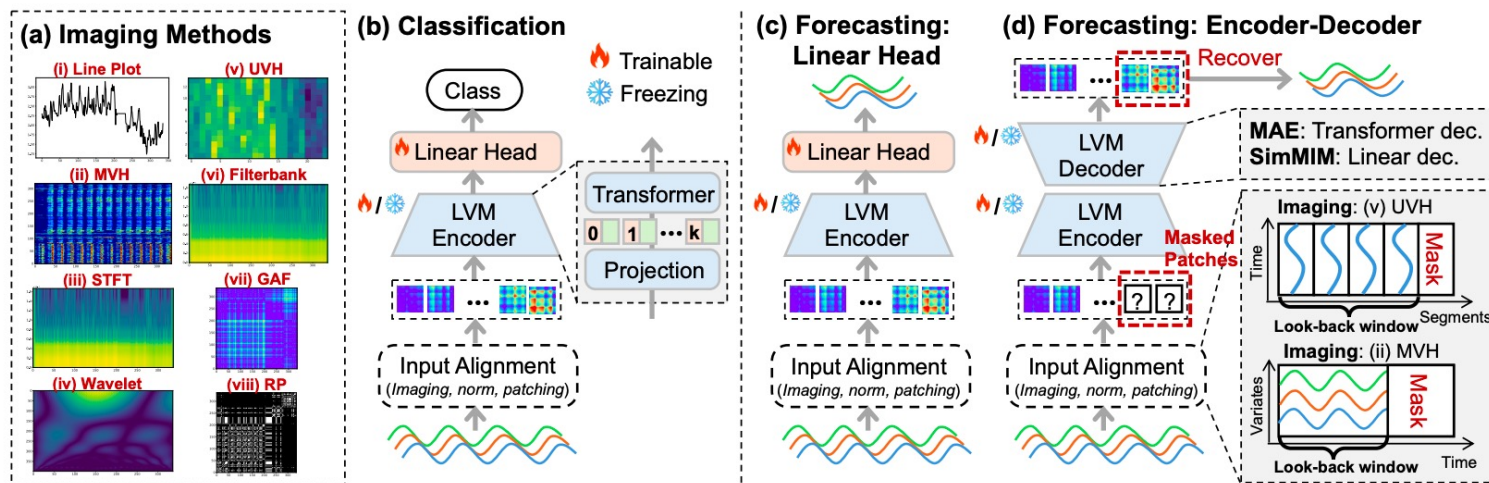 (a) Imaging Methods
(i) Line Plot
(v) UVH
(ii) MVH
(vi) Filterbank
(iii) STFT
(vii) GAF
(iv) Wavelet
(viii) RP
(b) Classification
Trainable
Freezing
Class
Linear Head
LVM
Encoder
Transformer
0 1 ••• k
Projection
•••
Input Alignment
(Imaging, norm, patching)
(c) Forecasting:
Linear Head
Linear Head
LVM
Encoder
•••
Input Alignment
(Imaging, norm, patching)
(d) Forecasting: Encoder-Decoder
•••
Recover
LVM
Decoder
MAE: Transformer dec.
SimMIM: Linear dec.
LVM
Encoder
Masked
Patches
••• ? ?
Input Alignment
(Imaging, norm, patching)
Imaging: (v) UVH
Time
Mask
Segments
Look-back window
Imaging: (ii) MVH
Variates
Mask
Look-back window
Time